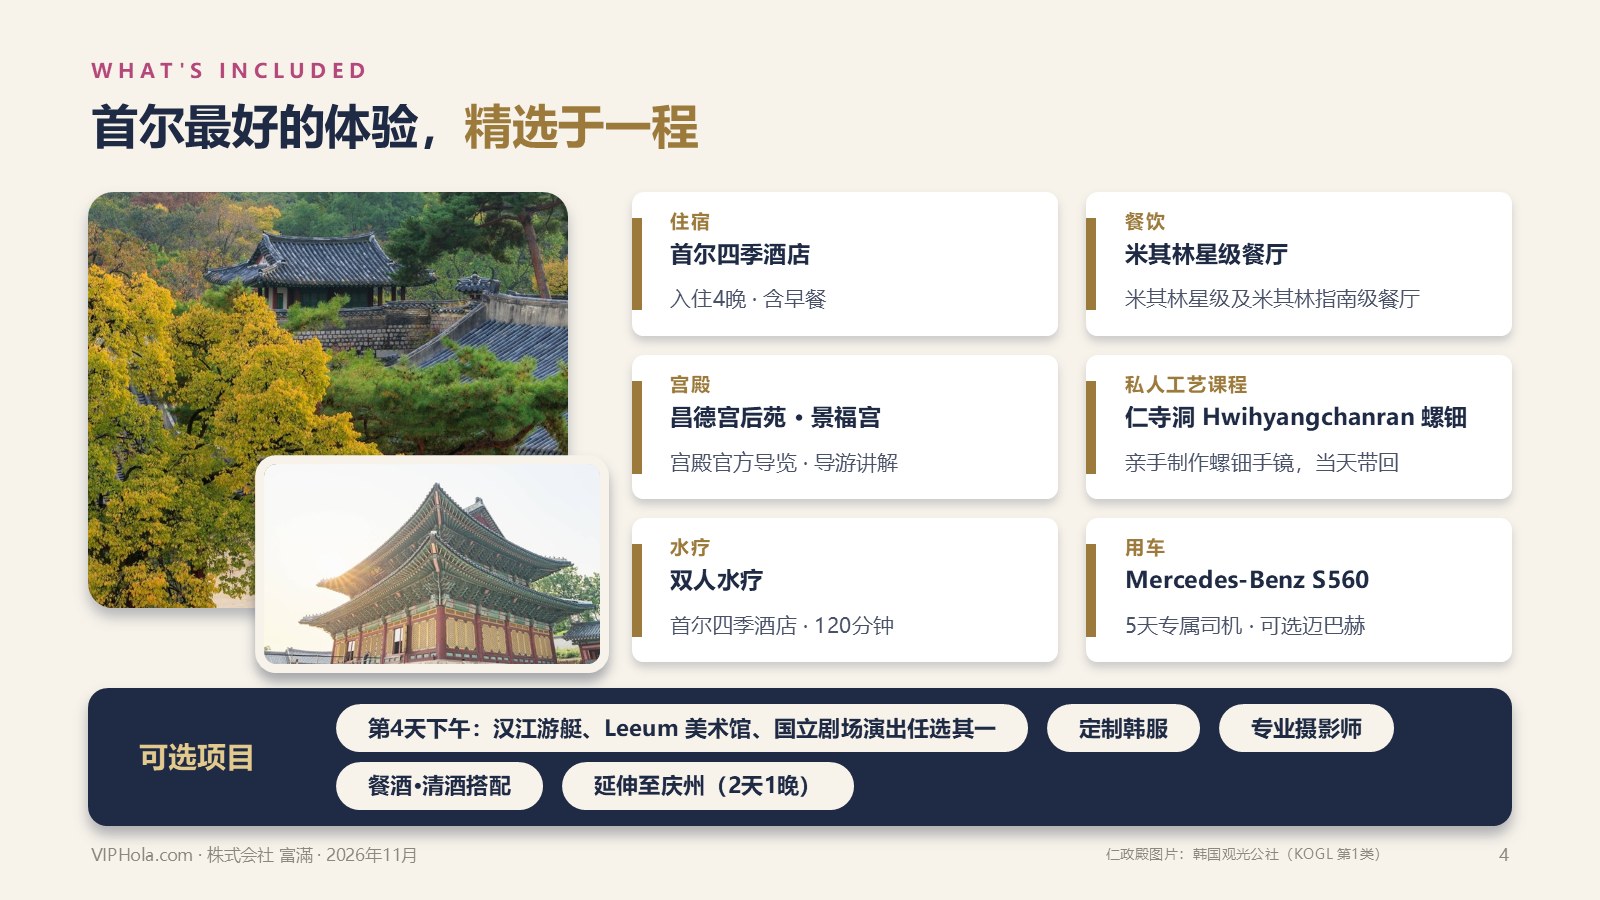 WHAT'S INCLUDED
首尔最好的体验，精选于一程
住宿
首尔四季酒店
入住4晚 · 含早餐
餐饮
米其林星级餐厅
米其林星级及米其林指南级餐厅
宫殿
昌德宫后苑 • 景福宫
宫殿官方导览 · 导游讲解
私人工艺课程
仁寺洞 Hwihyangchanran 螺钿
亲手制作螺钿手镜，当天带回
水疗
双人水疗
首尔四季酒店 · 120分钟
用车
Mercedes-Benz S560
5天专属司机 · 可选迈巴赫
可选项目
第4天下午：汉江游艇、Leeum 美术馆、国立剧场演出任选其一
定制韩服
专业摄影师
餐酒•清酒搭配
延伸至庆州（2天1晚）
VIPHola.com · 株式会社 富滿 · 2026年11月
仁政殿图片：韩国观光公社（KOGL 第1类）
4